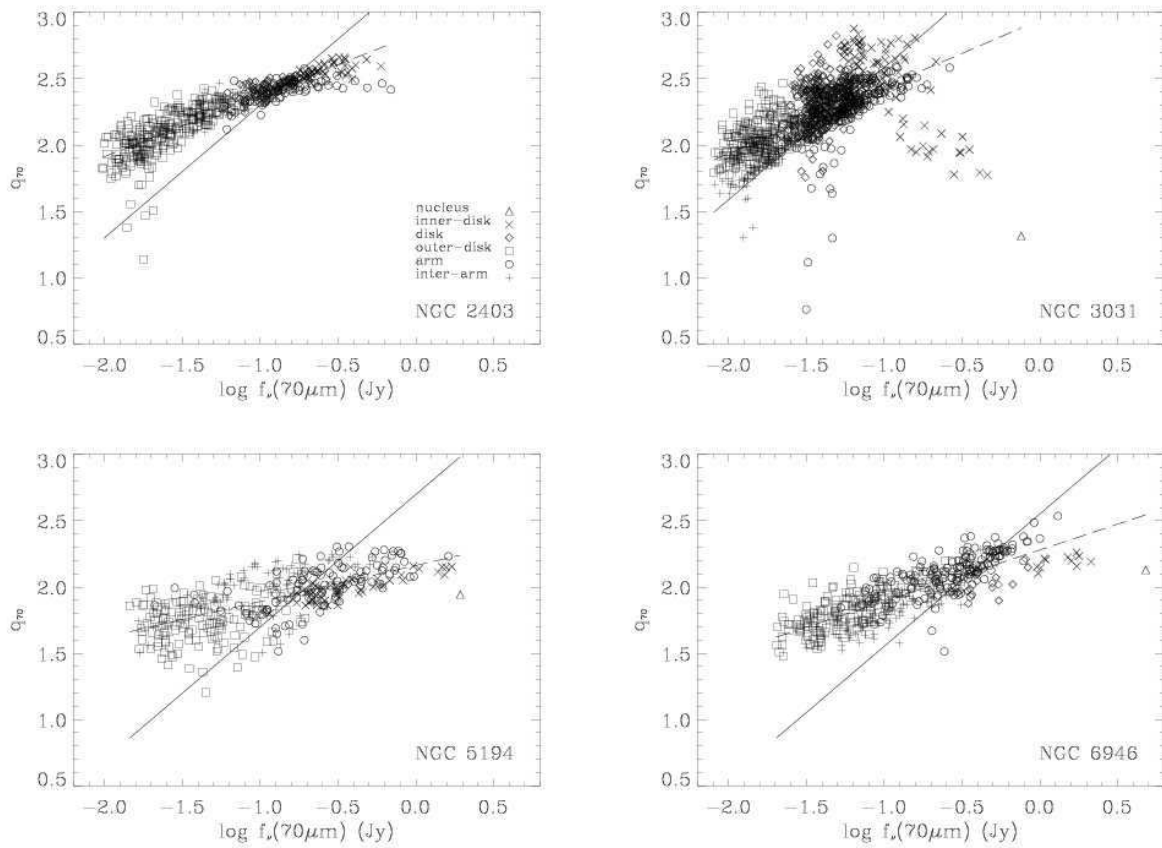 3.0
2.5
2.0
1.5
1.0
0.5
q70
nucleus
inner-disk
disk
outer-disk
arm
inter-arm
NGC 2403
-2.0 -1.5 -1.0 -0.5 0.0 0.5
log fν(70μm) (Jy)
3.0
2.5
2.0
1.5
1.0
0.5
q70
NGC 3031
-2.0 -1.5 -1.0 -0.5 0.0 0.5
log fν(70μm) (Jy)
3.0
2.5
2.0
1.5
1.0
0.5
q70
NGC 5194
-2.0 -1.5 -1.0 -0.5 0.0 0.5
log fν(70μm) (Jy)
3.0
2.5
2.0
1.5
1.0
0.5
q70
NGC 6946
-2.0 -1.5 -1.0 -0.5 0.0 0.5
log fν(70μm) (Jy)